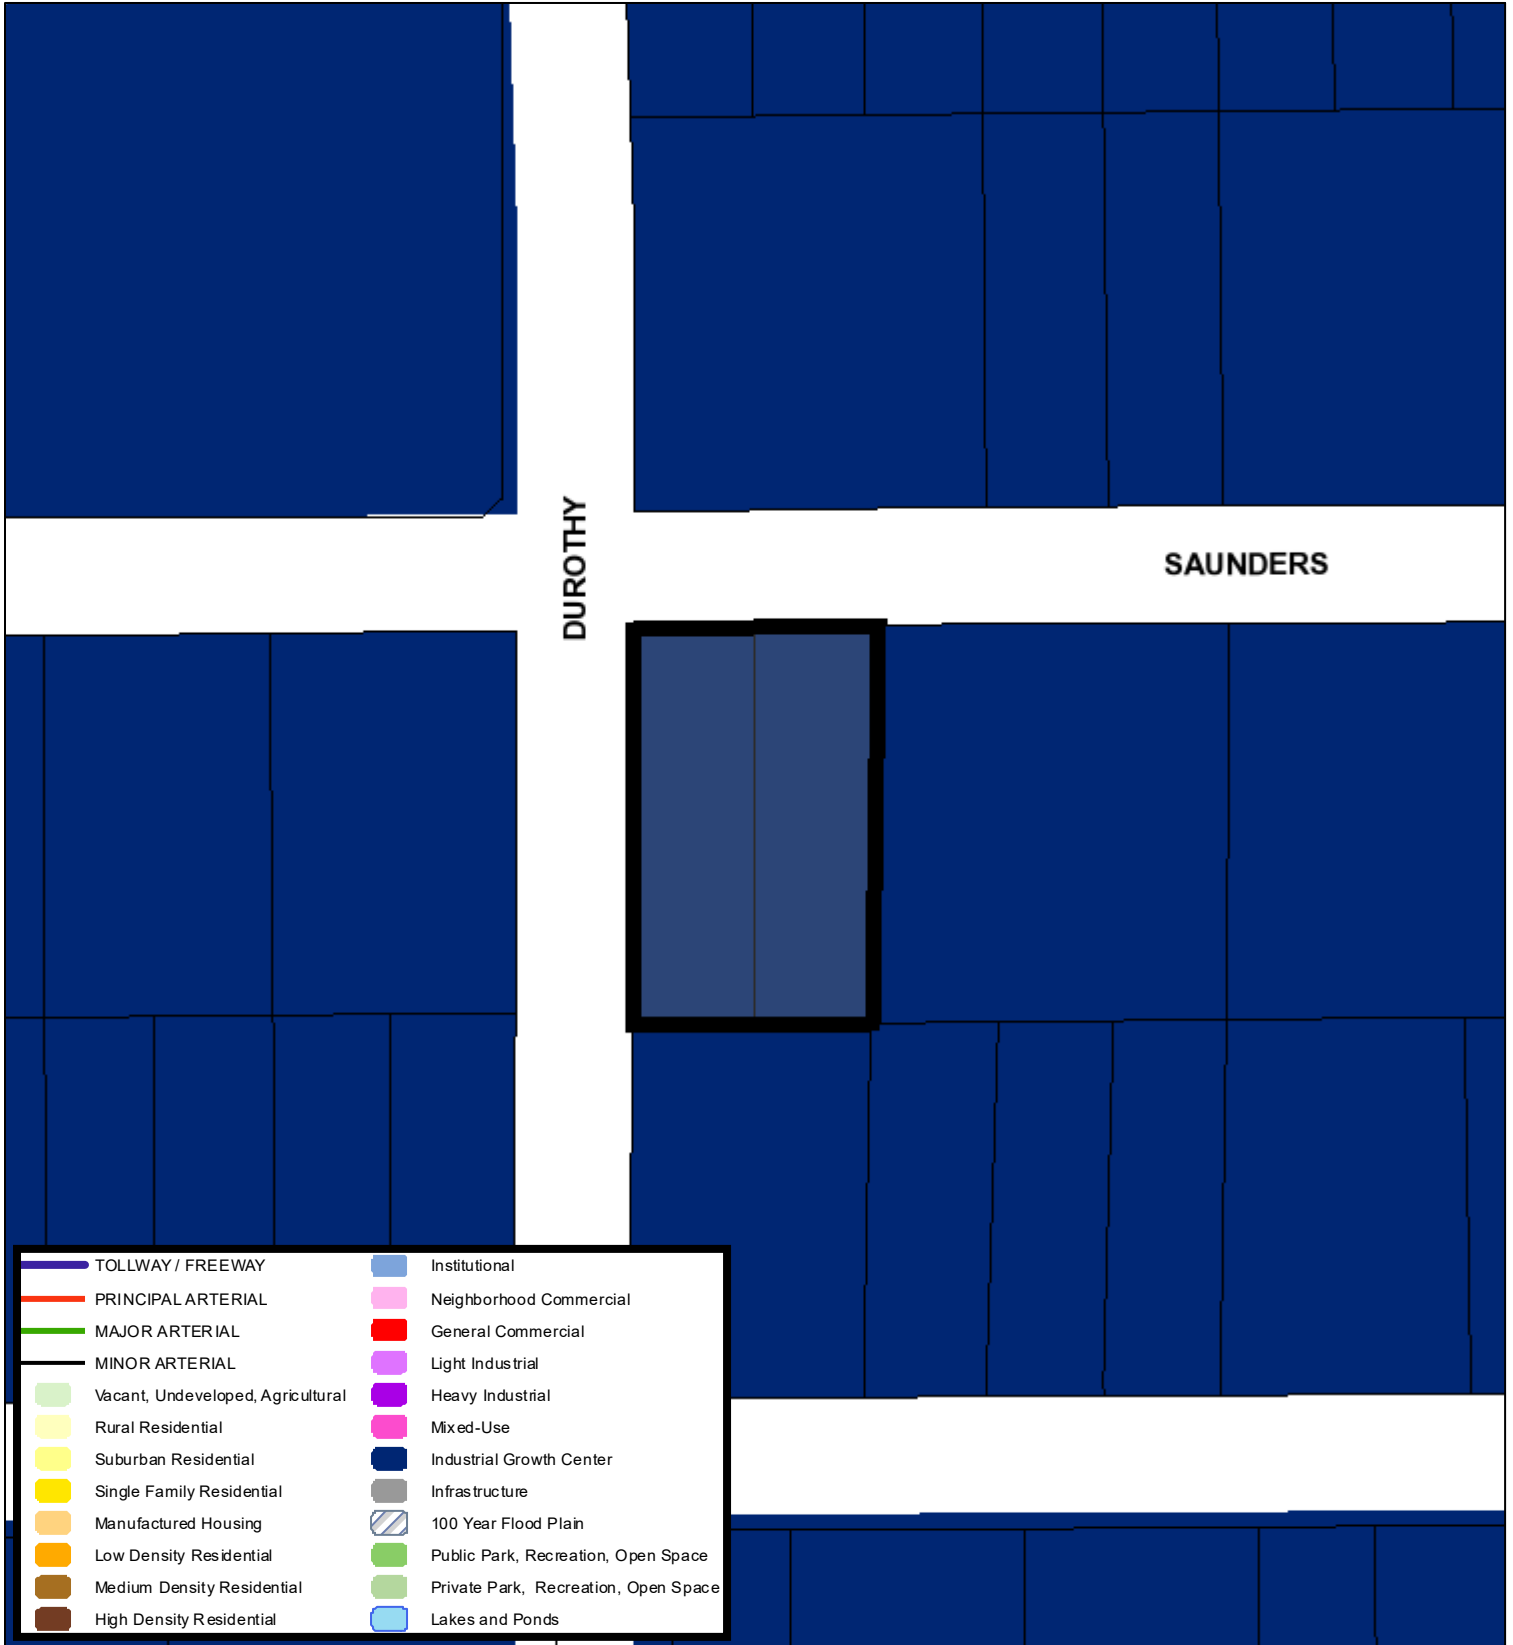 DUROTHY
SAUNDERS
TOLLWAY / FREEWAY
PRINCIPAL ARTERIAL
MAJOR ARTERIAL
MINOR ARTERIAL
Vacant, Undeveloped, Agricultural
Rural Residential
Suburban Residential
Single Family Residential
Manufactured Housing
Low Density Residential
Medium Density Residential
High Density Residential
Institutional
Neighborhood Commercial
General Commercial
Light Industrial
Heavy Industrial
Mixed-Use
Industrial Growth Center
Infrastructure
100 Year Flood Plain
Public Park, Recreation, Open Space
Private Park, Recreation, Open Space
Lakes and Ponds